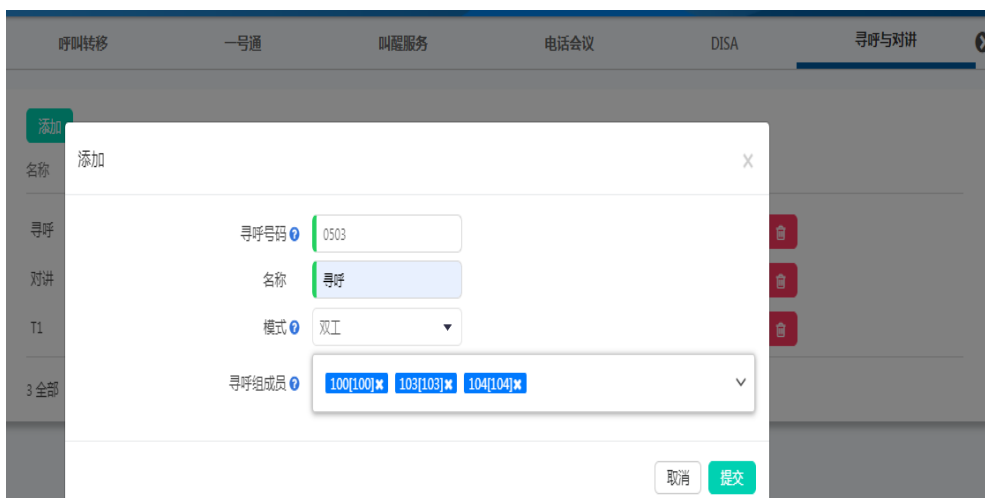 呼叫转移 一号通 叫醒服务 电话会议 DISA 寻呼与对讲
添加
名称
添加 X
寻呼号码 0503
名称 寻呼
模式 双工
寻呼组成员 100[100]✖ 103[103]✖ 104[104]✖
寻呼
对讲
T1
3 全部
取消 提交